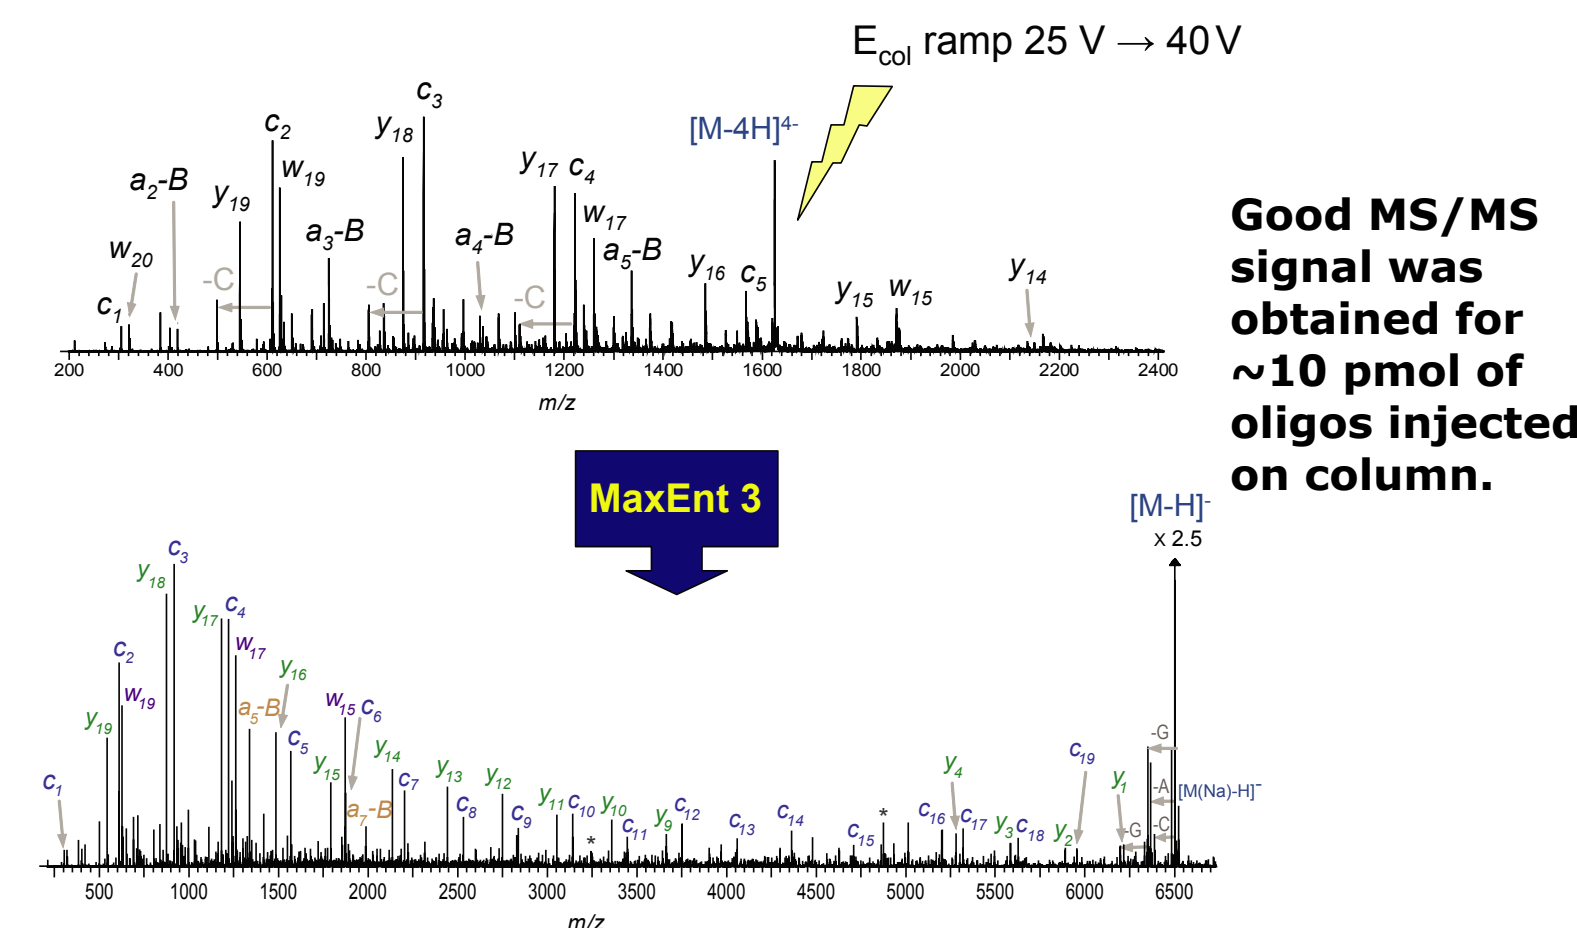 E_col ramp 25 V → 40 V
[M-4H]4-
c3
c2
y18
w19
y17
c4
a2-B
y19
w17
a3-B
a4-B
a5-B
w20
-C
-C
-C
c1
y16
c5
y15
w15
y14
200 400 600 800 1000 1200 1400 1600 1800 2000 2200 2400
m/z
Good MS/MS
signal was
obtained for
~10 pmol of
oligos injected
on column.
MaxEnt 3
[M-H]-
x 2.5
c3
y18
y17
c4
c2
w17
w19
y16
a5-B
y19
w15
c6
c5
y14
y15
c7
y13
y12
a7-B
c1
c8
c9
y11
c10
*
y10
c11
y9
c12
c13
c14
c15
*
c16
y4
c17
y3
c18
y2
c19
y1
-G
-A
-C
-G
[M(Na)-H]-
500 1000 1500 2000 2500 3000 3500 4000 4500 5000 5500 6000 6500
m/z